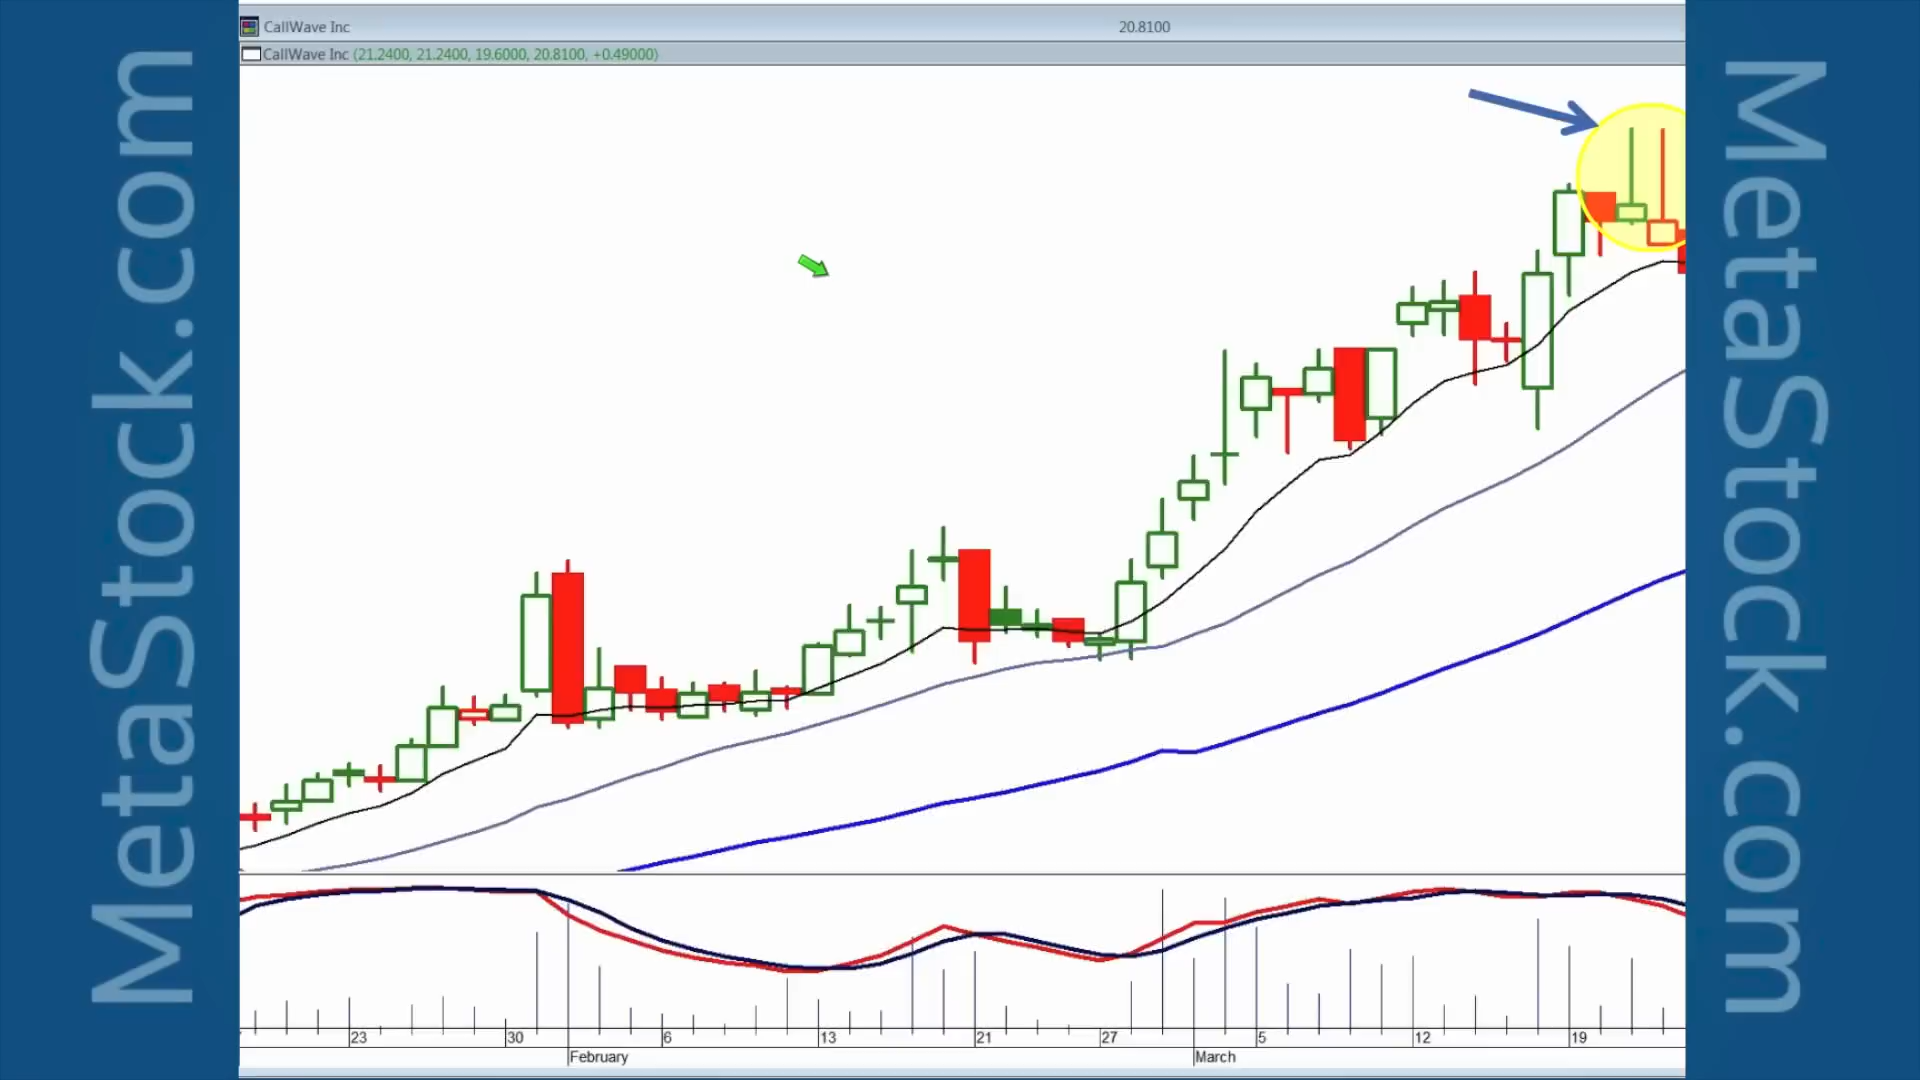 MetaStock.com
CallWave Inc
20.8100
CallWave Inc (21.2400, 21.2400, 19.6000, 20.8100, +0.49000)
23
30
6
13
21
27
5
12
19
February
March
MetaStock.com